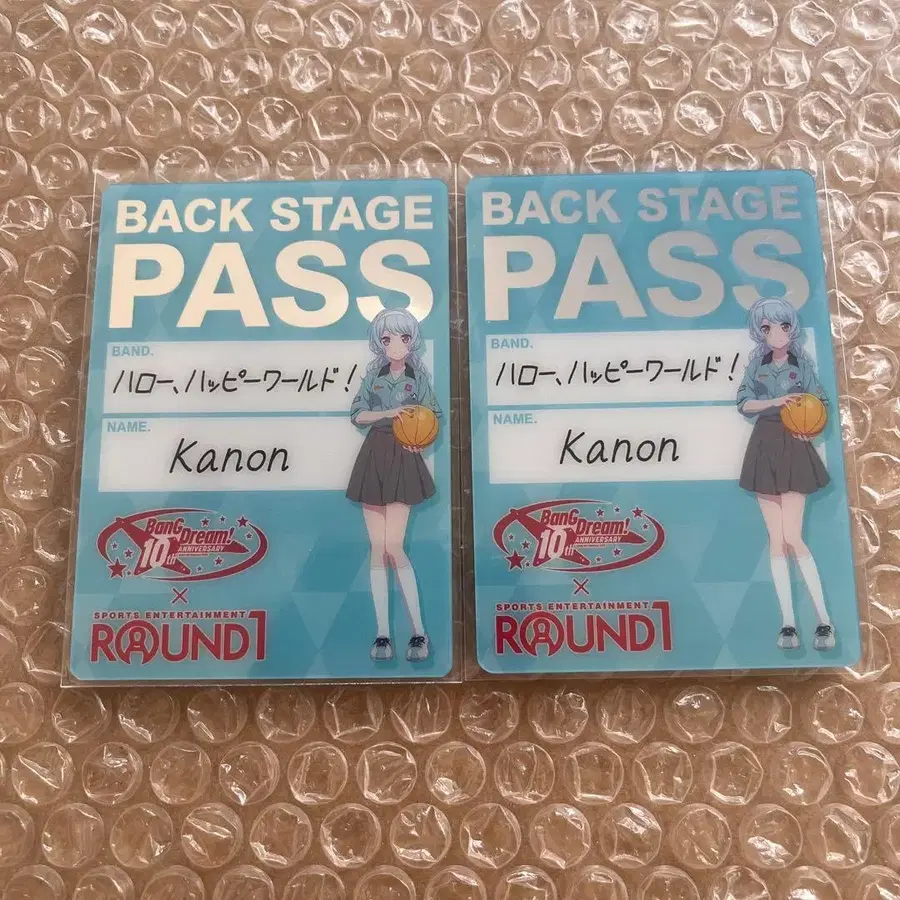 BACK STAGE
PASS
BAND.
ハロー、ハッピーワールド!
NAME.
Kanon
BanG Dream!
10th ANNIVERSARY
×
SPORTS ENTERTAINMENT
ROUND1
BACK STAGE
PASS
BAND.
ハロー、ハッピーワールド!
NAME.
Kanon
BanG Dream!
10th ANNIVERSARY
×
SPORTS ENTERTAINMENT
ROUND1